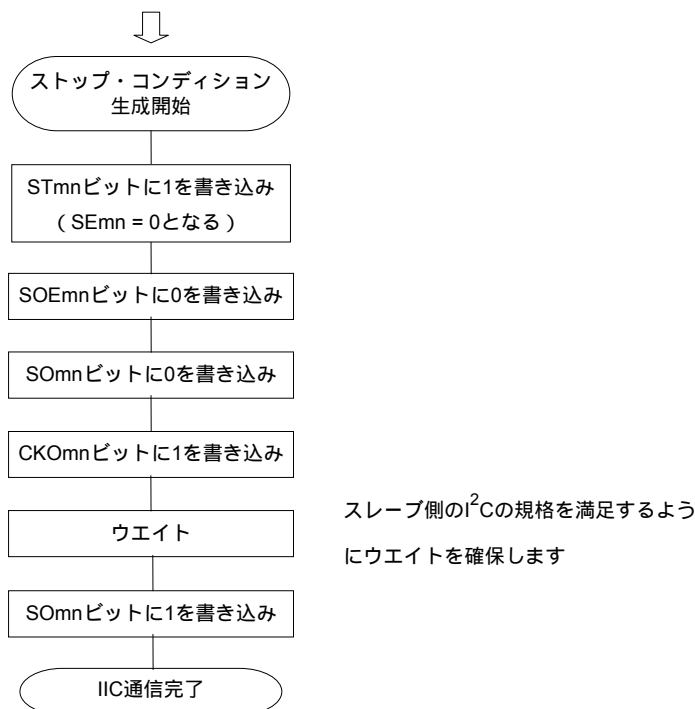 ストップ・コンディション
生成開始
STmnビットに1を書き込み
（SEmn = 0となる）
SOEmnビットに0を書き込み
SOmnビットに0を書き込み
CKOmnビットに1を書き込み
ウエイト
スレーブ側のI²Cの規格を満足するよう
にウエイトを確保します
SOmnビットに1を書き込み
IIC通信完了